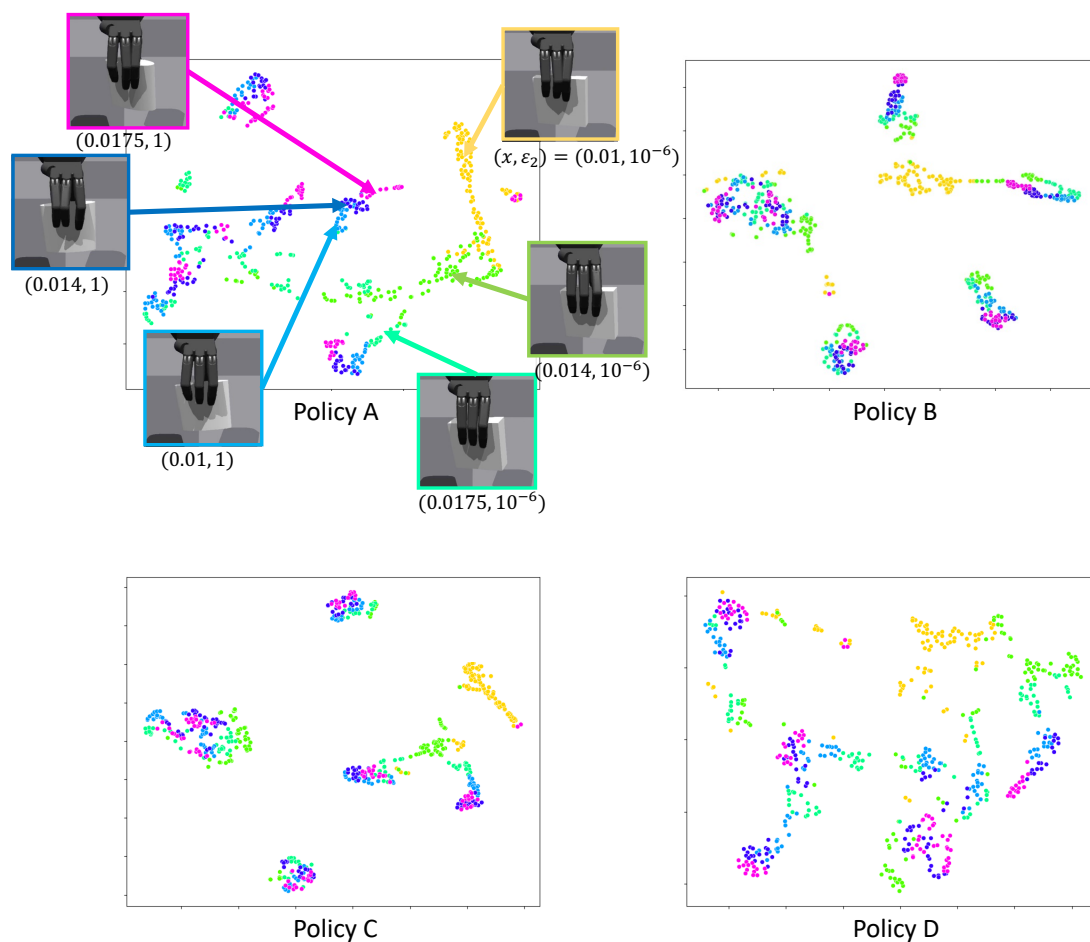 (0.0175, 1)
(x, ε₂) = (0.01, 10⁻⁶)
(0.014, 1)
(0.014, 10⁻⁶)
(0.01, 1)
Policy A
Policy B
(0.0175, 10⁻⁶)
Policy C
Policy D